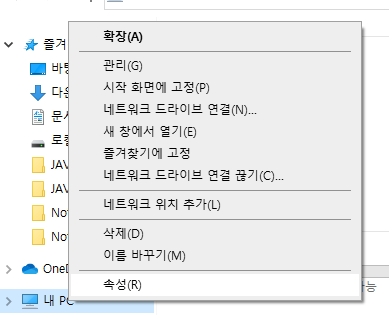 확장(A)
즐겨
관리(G)
바탕
시작 화면에 고정(P)
다운
네트워크 드라이브 연결(N)...
문서
새 창에서 열기(E)
로컬
즐겨찾기에 고정
JAV
네트워크 드라이브 연결 끊기(C)...
JAV
네트워크 위치 추가(L)
No
삭제(D)
No
이름 바꾸기(M)
OneD
속성(R)
가능
내 PC